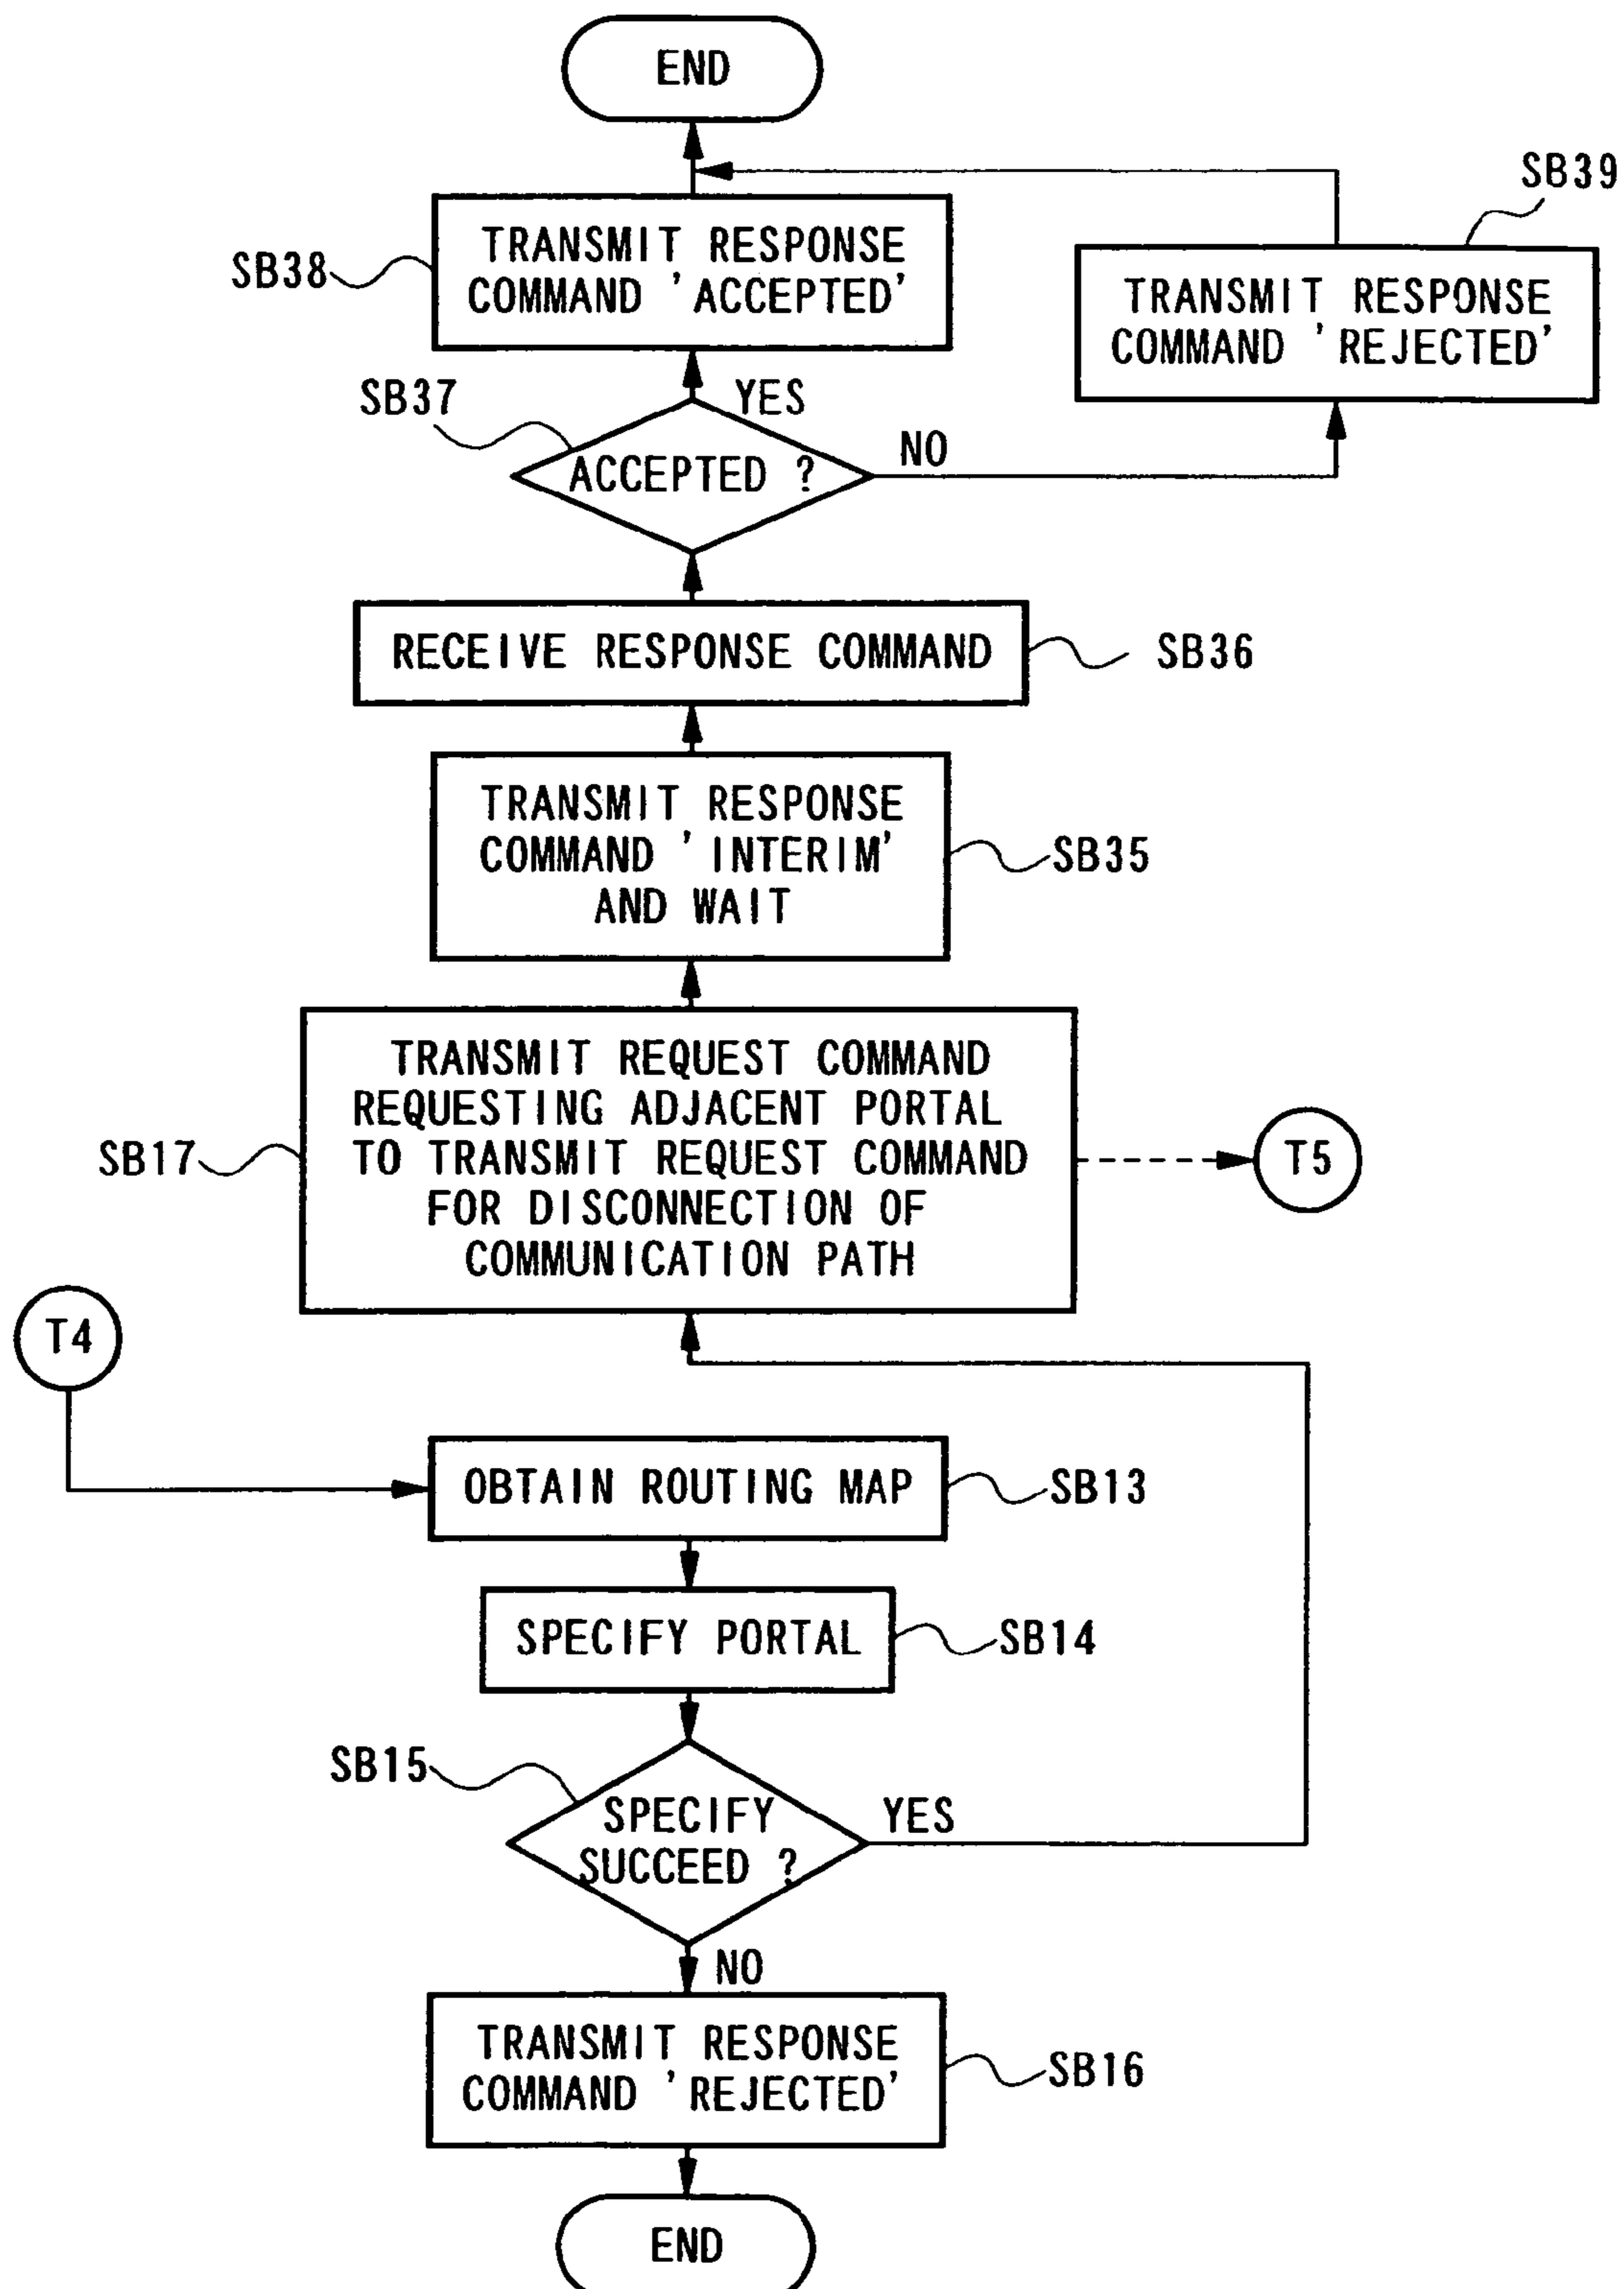 END
SB39
TRANSMIT RESPONSE
COMMAND 'ACCEPTED'
SB38
TRANSMIT RESPONSE
COMMAND 'REJECTED'
SB37
YES
ACCEPTED ?
NO
RECEIVE RESPONSE COMMAND
SB36
TRANSMIT RESPONSE
COMMAND 'INTERIM'
AND WAIT
SB35
TRANSMIT REQUEST COMMAND
REQUESTING ADJACENT PORTAL
TO TRANSMIT REQUEST COMMAND
FOR DISCONNECTION OF
COMMUNICATION PATH
SB17
T5
T4
OBTAIN ROUTING MAP
SB13
SPECIFY PORTAL
SB14
SB15
SPECIFY
SUCCEED ?
YES
NO
TRANSMIT RESPONSE
COMMAND 'REJECTED'
SB16
END